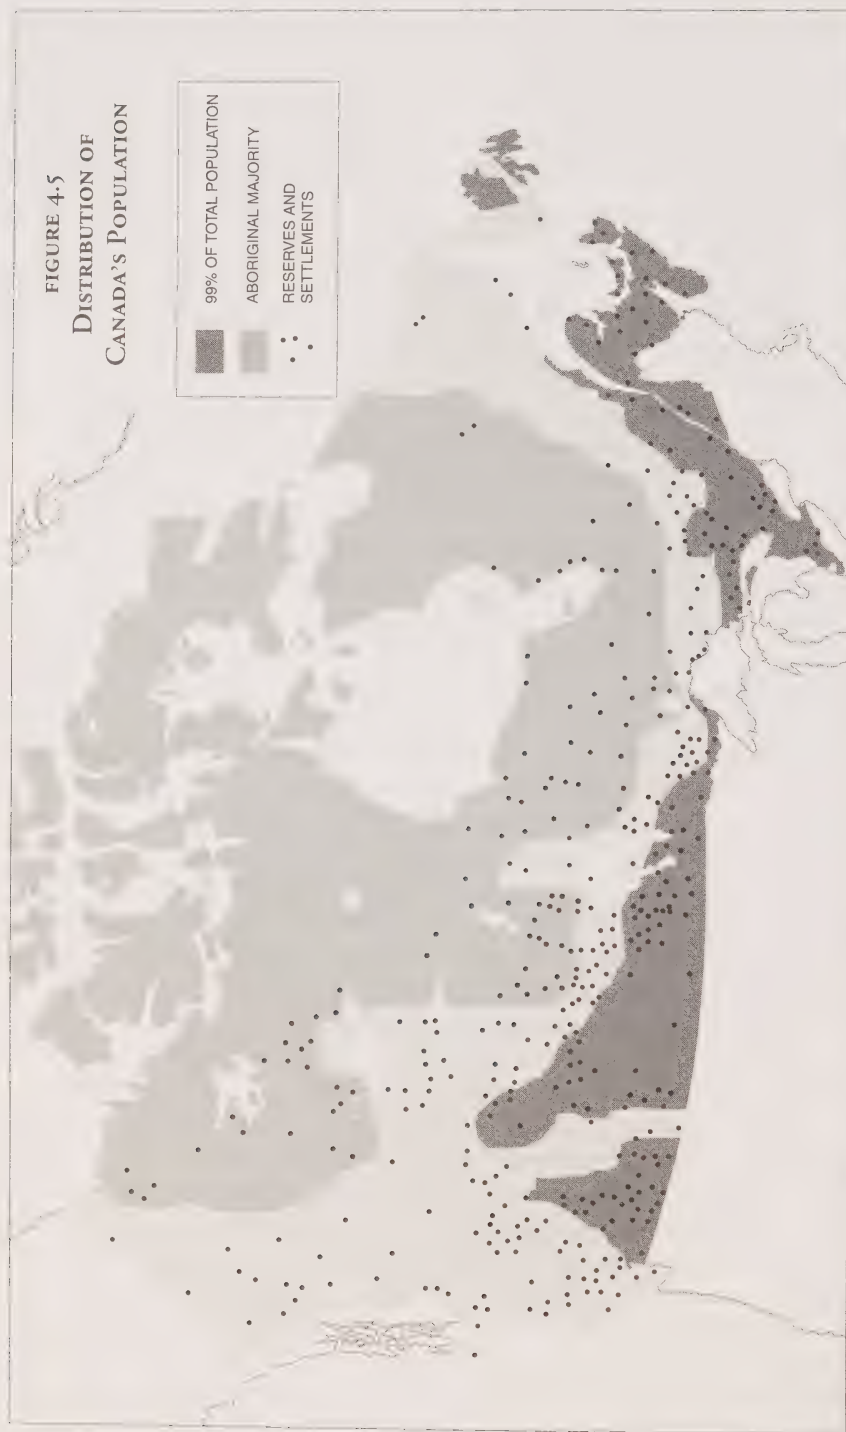 FIGURE 4.5
DISTRIBUTION OF
CANADA'S POPULATION
99% OF TOTAL POPULATION
ABORIGINAL MAJORITY
RESERVES AND
SETTLEMENTS